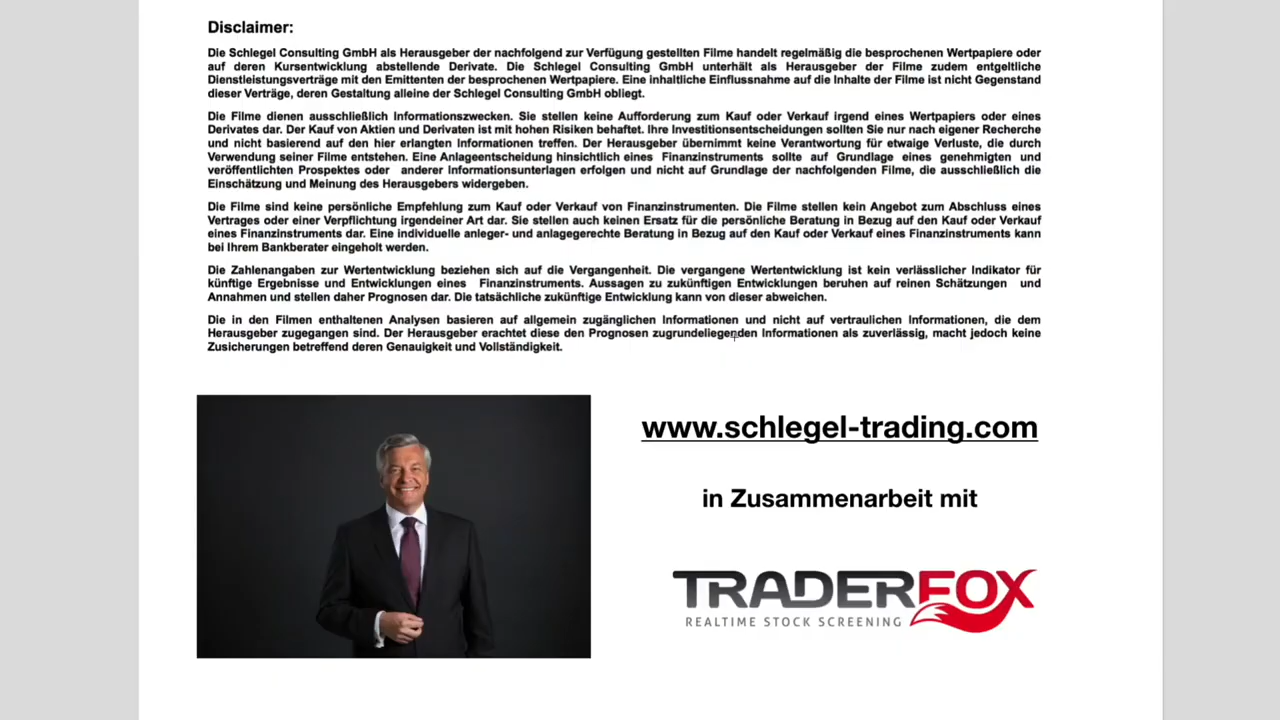 Disclaimer:
Die Schlegel Consulting GmbH als Herausgeber der nachfolgend zur Verfügung gestellten Filme handelt regelmäßig die besprochenen Wertpapiere oder
auf deren Kursentwicklung abstellende Derivate. Die Schlegel Consulting GmbH unterhält als Herausgeber der Filme zudem entgeltliche
Dienstleistungsverträge mit den Emittenten der besprochenen Wertpapiere. Eine inhaltliche Einflussnahme auf die Inhalte der Filme ist nicht Gegenstand
dieser Verträge, deren Gestaltung alleine der Schlegel Consulting GmbH obliegt.
Die Filme dienen ausschließlich Informationszwecken. Sie stellen keine Aufforderung zum Kauf oder Verkauf irgend eines Wertpapiers oder eines
Derivates dar. Der Kauf von Aktien und Derivaten ist mit hohen Risiken behaftet. Ihre Investitionsentscheidungen sollten Sie nur nach eigener Recherche
und nicht basierend auf den hier erlangten Informationen treffen. Der Herausgeber übernimmt keine Verantwortung für etwaige Verluste, die durch
Verwendung seiner Filme entstehen. Eine Anlageentscheidung hinsichtlich eines Finanzinstruments sollte auf Grundlage eines genehmigten und
veröffentlichten Prospektes oder anderer Informationsunterlagen erfolgen und nicht auf Grundlage der nachfolgenden Filme, die ausschließlich die
Einschätzung und Meinung des Herausgebers widergeben.
Die Filme sind keine persönliche Empfehlung zum Kauf oder Verkauf von Finanzinstrumenten. Die Filme stellen kein Angebot zum Abschluss eines
Vertrages oder einer Verpflichtung irgendeiner Art dar. Sie stellen auch keinen Ersatz für die persönliche Beratung in Bezug auf den Kauf oder Verkauf
eines Finanzinstruments dar. Eine individuelle anleger- und anlagegerechte Beratung in Bezug auf den Kauf oder Verkauf eines Finanzinstruments kann
bei Ihrem Bankberater eingeholt werden.
Die Zahlenangaben zur Wertentwicklung beziehen sich auf die Vergangenheit. Die vergangene Wertentwicklung ist kein verlässlicher Indikator für
künftige Ergebnisse und Entwicklungen eines Finanzinstruments. Aussagen zu zukünftigen Entwicklungen beruhen auf reinen Schätzungen und
Annahmen und stellen daher Prognosen dar. Die tatsächliche zukünftige Entwicklung kann von dieser abweichen.
Die in den Filmen enthaltenen Analysen basieren auf allgemein zugänglichen Informationen und nicht auf vertraulichen Informationen, die dem
Herausgeber zugegangen sind. Der Herausgeber erachtet diese den Prognosen zugrundeliegenden Informationen als zuverlässig, macht jedoch keine
Zusicherungen betreffend deren Genauigkeit und Vollständigkeit.
www.schlegel-trading.com
in Zusammenarbeit mit
TRADERFOX
REALTIME STOCK SCREENING